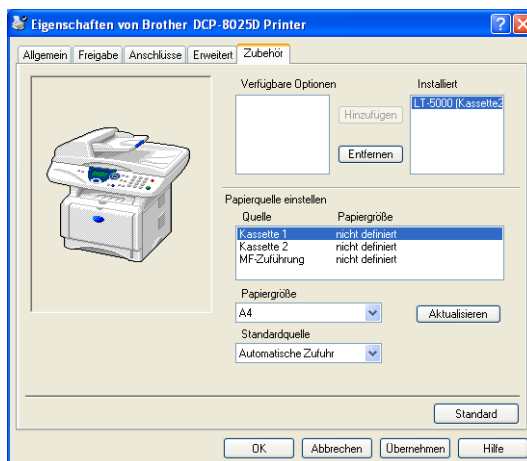 Eigenschaften von Brother DCP-8025D Printer
Allgemein Freigabe Anschlüsse Erweitert Zubehör
Verfügbare Optionen Installiert
LT-5000 (Kassette2
Hinzufügen
Entfernen
Papierquelle einstellen
Quelle Papiergröße
Kassette 1 nicht definiert
Kassette 2 nicht definiert
MF-Zuführung nicht definiert
Papiergröße
A4 Aktualisieren
Standardquelle
Automatische Zufuhr
Standard
OK Abbrechen Übernehmen Hilfe